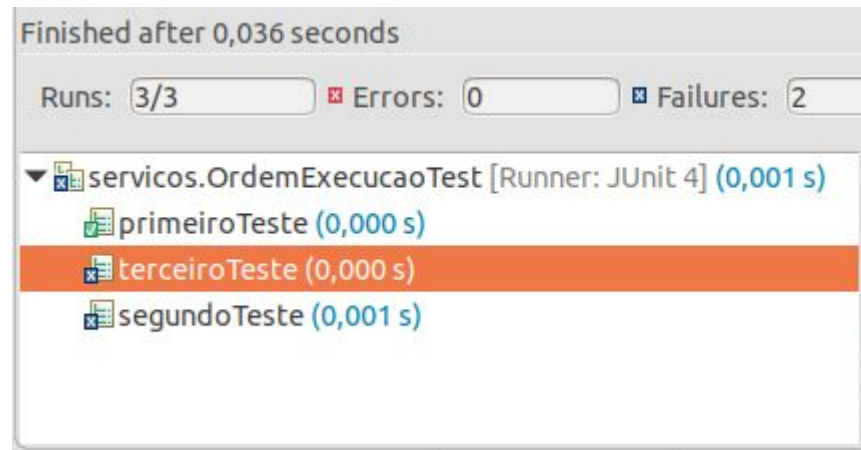 Finished after 0,036 seconds
Runs: 3/3 Errors: 0 Failures: 2
servicos.OrdemExecucaoTest [Runner: JUnit 4] (0,001 s)
primeiroTeste (0,000 s)
terceiroTeste (0,000 s)
segundoTeste (0,001 s)